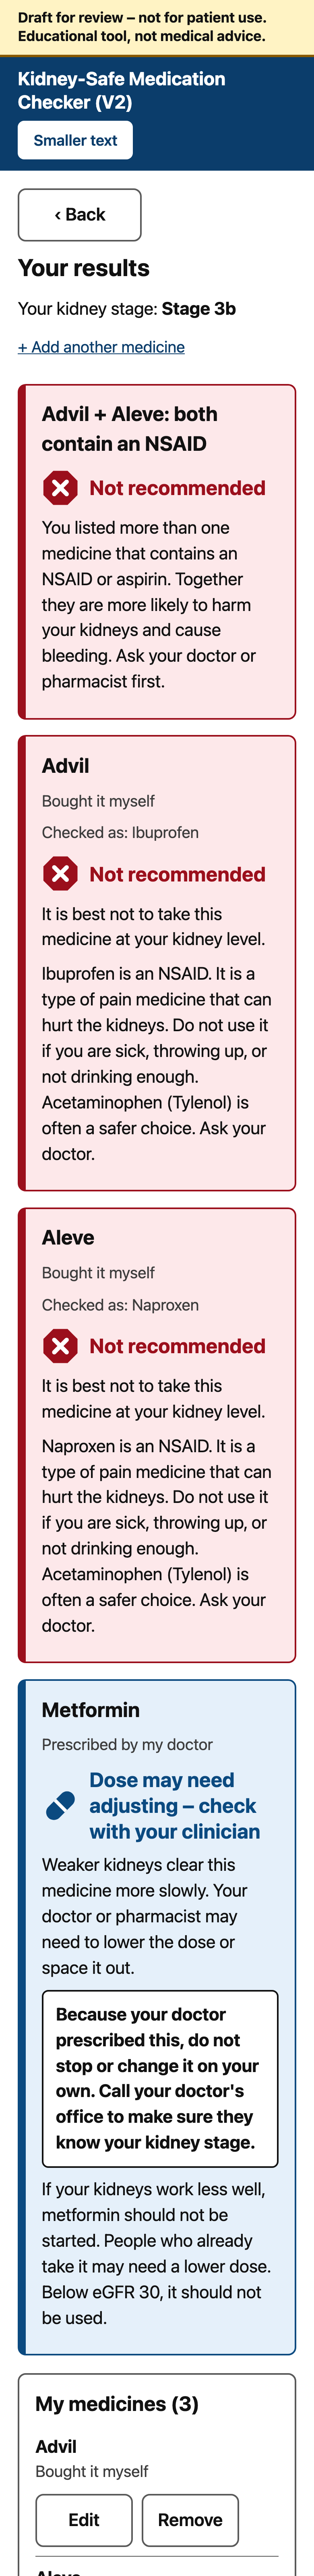 Draft for review – not for patient use.
Educational tool, not medical advice.
Kidney-Safe Medication
Checker (V2)
Smaller text
‹ Back
Your results
Your kidney stage: Stage 3b
+ Add another medicine
Advil + Aleve: both
contain an NSAID
Not recommended
You listed more than one
medicine that contains an
NSAID or aspirin. Together
they are more likely to harm
your kidneys and cause
bleeding. Ask your doctor or
pharmacist first.
Advil
Bought it myself
Checked as: Ibuprofen
Not recommended
It is best not to take this
medicine at your kidney level.
Ibuprofen is an NSAID. It is a
type of pain medicine that can
hurt the kidneys. Do not use it
if you are sick, throwing up, or
not drinking enough.
Acetaminophen (Tylenol) is
often a safer choice. Ask your
doctor.
Aleve
Bought it myself
Checked as: Naproxen
Not recommended
It is best not to take this
medicine at your kidney level.
Naproxen is an NSAID. It is a
type of pain medicine that can
hurt the kidneys. Do not use it
if you are sick, throwing up, or
not drinking enough.
Acetaminophen (Tylenol) is
often a safer choice. Ask your
doctor.
Metformin
Prescribed by my doctor
Dose may need
adjusting – check
with your clinician
Weaker kidneys clear this
medicine more slowly. Your
doctor or pharmacist may
need to lower the dose or
space it out.
Because your doctor
prescribed this, do not
stop or change it on your
own. Call your doctor's
office to make sure they
know your kidney stage.
If your kidneys work less well,
metformin should not be
started. People who already
take it may need a lower dose.
Below eGFR 30, it should not
be used.
My medicines (3)
Advil
Bought it myself
Edit
Remove